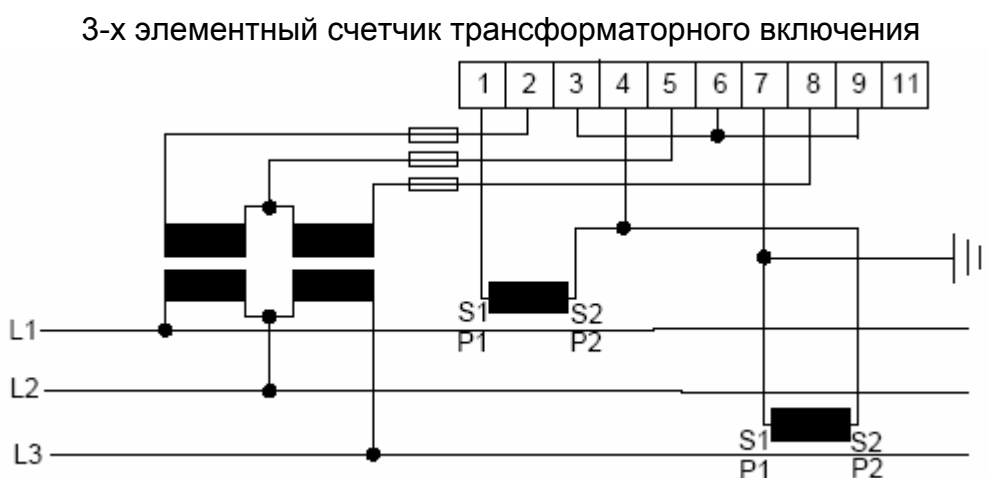 3-х элементный счетчик трансформаторного включения
1 2 3 4 5 6 7 8 9 11
S1 S2
L1
P1 P2
L2
S1 S2
L3
P1 P2